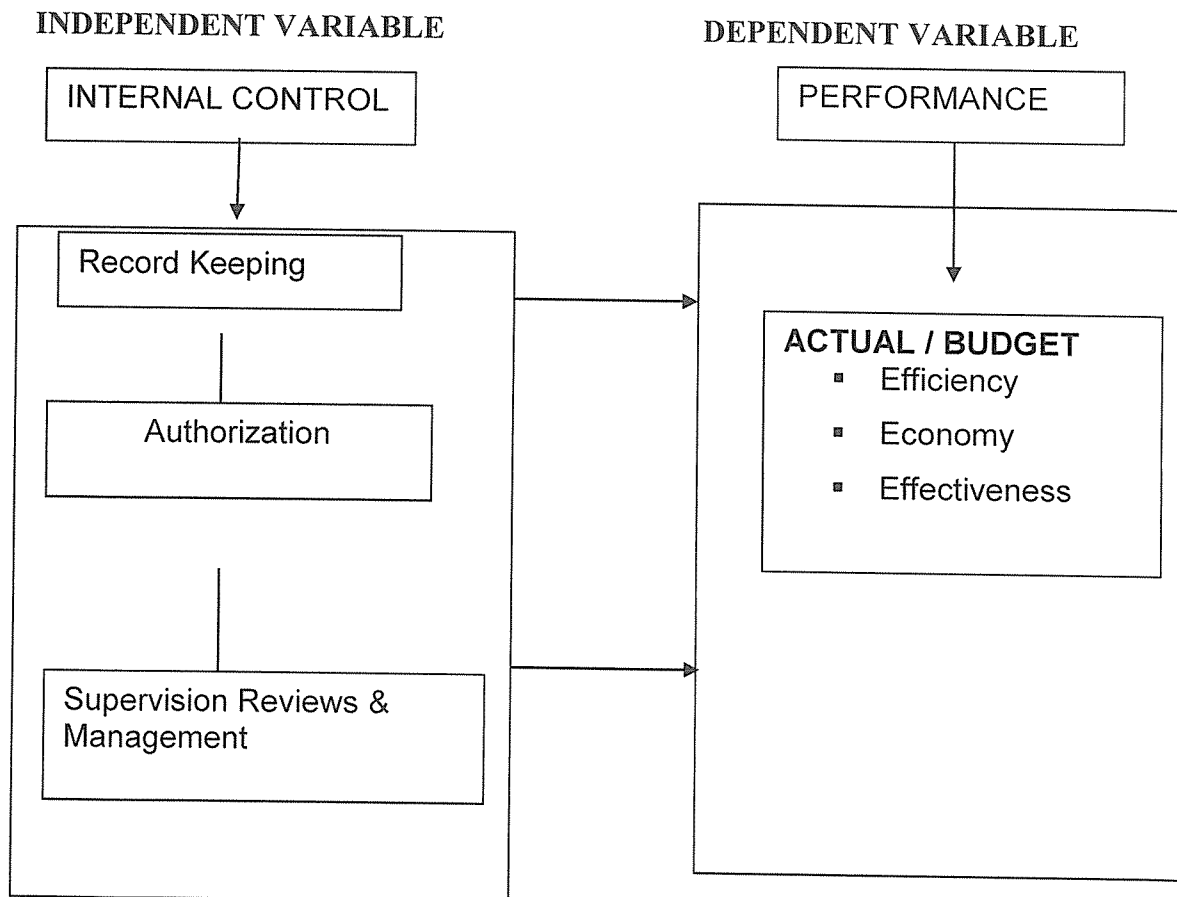 INDEPENDENT VARIABLE
DEPENDENT VARIABLE
INTERNAL CONTROL
PERFORMANCE
Record Keeping
Authorization
Supervision Reviews &
Management
ACTUAL / BUDGET
▪ Efficiency
▪ Economy
▪ Effectiveness